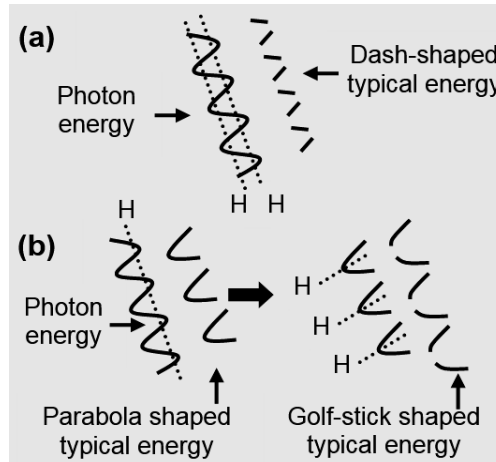 (a)
Dash-shaped
typical energy
Photon
energy
H H
(b)
H
Photon
energy
H
H
H
Parabola shaped
typical energy
Golf-stick shaped
typical energy